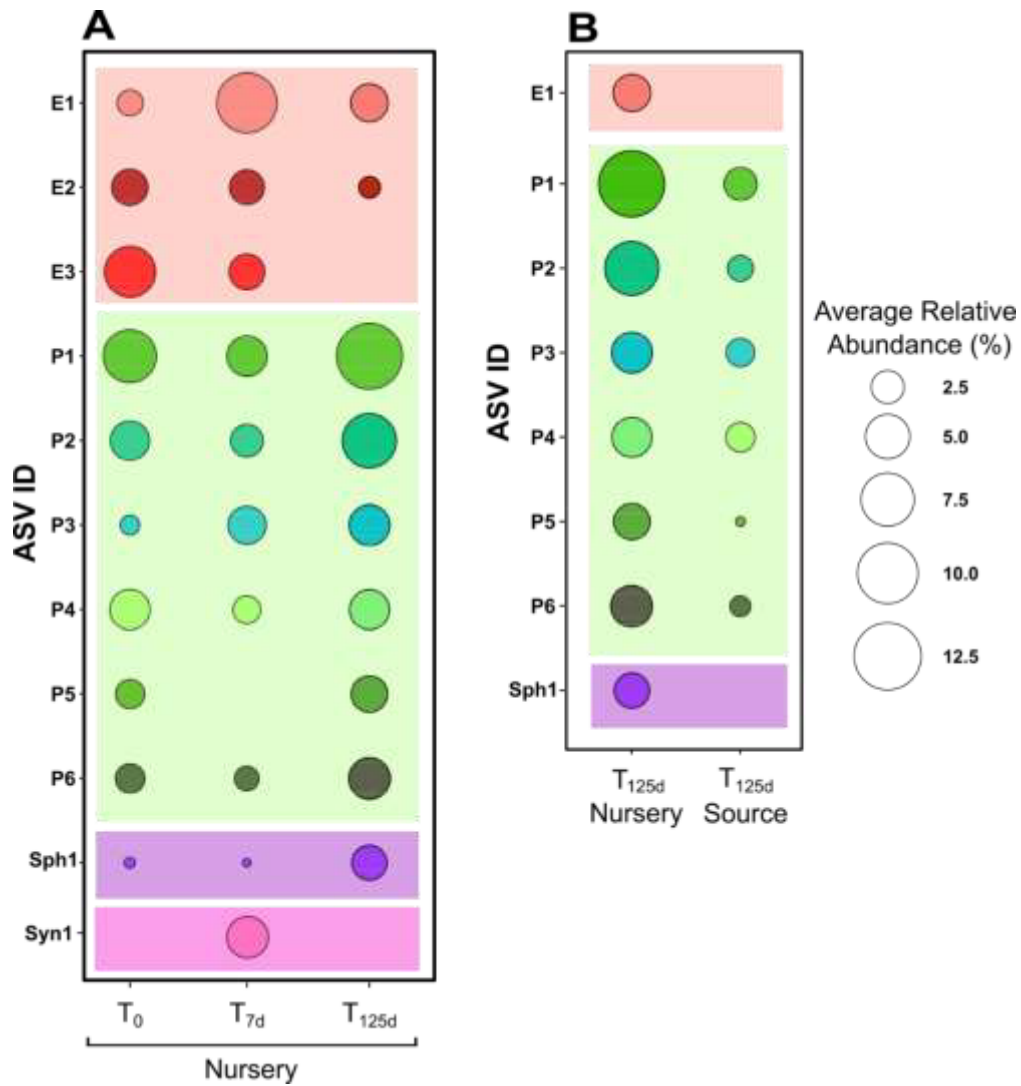 A
ASV ID
E1
E2
E3
P1
P2
P3
P4
P5
P6
Sph1
Syn1
T0 T7d T125d
Nursery
B
ASV ID
E1
P1
P2
P3
P4
P5
P6
Sph1
T125d T125d
Nursery Source
Average Relative
Abundance (%)
2.5
5.0
7.5
10.0
12.5